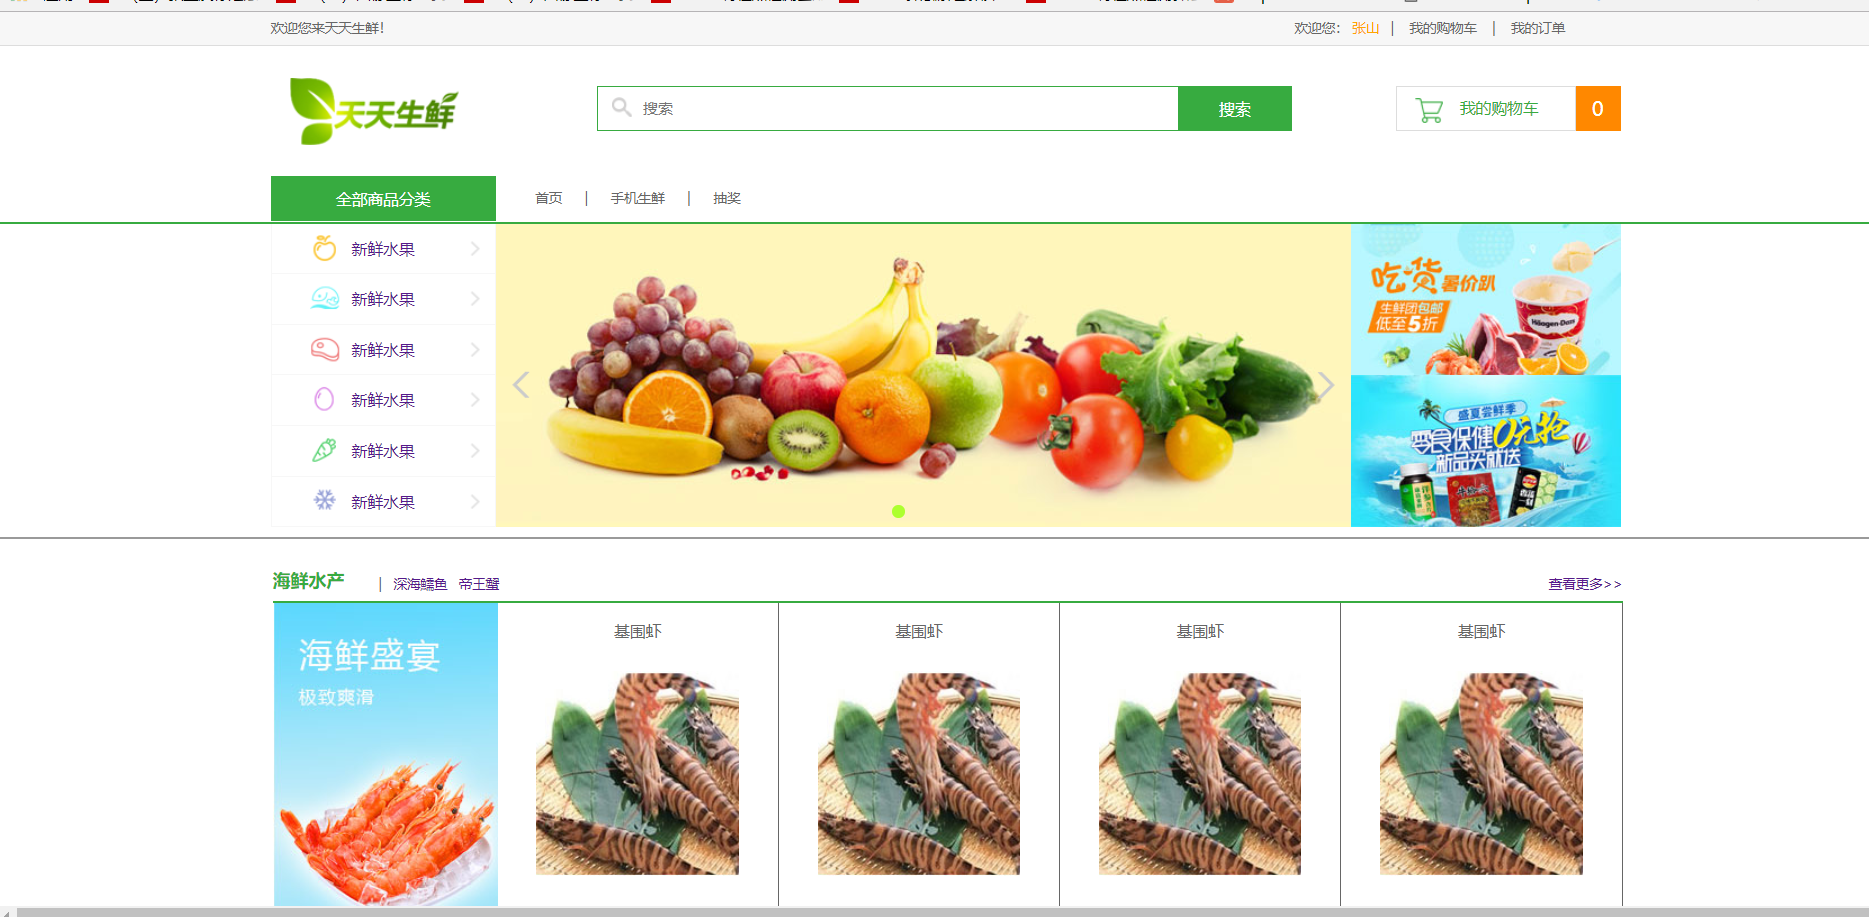 欢迎您来天天生鲜!
欢迎您： 张山 | 我的购物车 | 我的订单
天天生鲜
搜索 搜索
我的购物车 0
全部商品分类 首页 | 手机生鲜 | 抽奖
新鲜水果
新鲜水果
新鲜水果
新鲜水果
新鲜水果
新鲜水果
吃货暑价趴
生鲜团包邮
低至5折
Häagen-Dazs
盛夏尝鲜季
零食保健0元抢
新品买就送
海鲜水产 | 深海鳕鱼 帝王蟹 查看更多>>
海鲜盛宴
极致爽滑
基围虾 基围虾 基围虾 基围虾